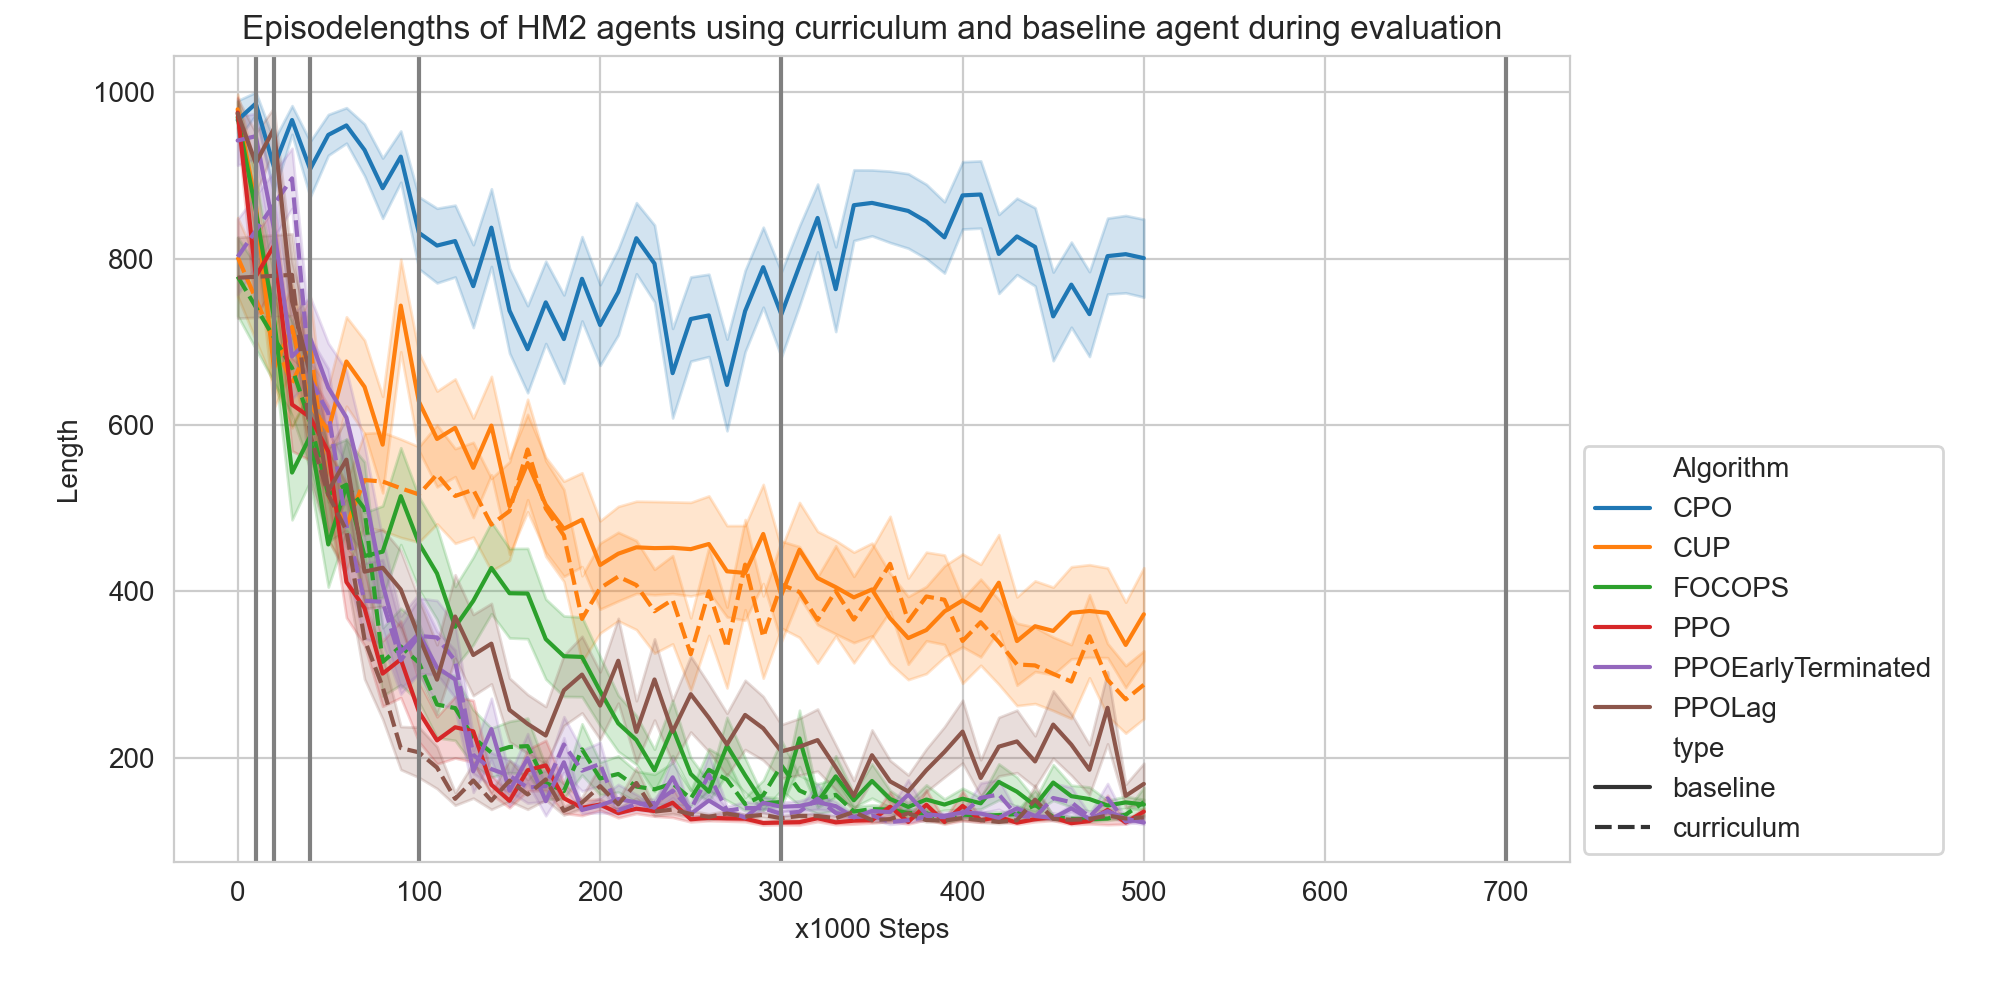 Episodelengths of HM2 agents using curriculum and baseline agent during evaluation
1000
800
600
400
200
Length
0
100
200
300
400
500
600
700
x1000 Steps
Algorithm
CPO
CUP
FOCOPS
PPO
PPOEarlyTerminated
PPOLag
type
baseline
curriculum